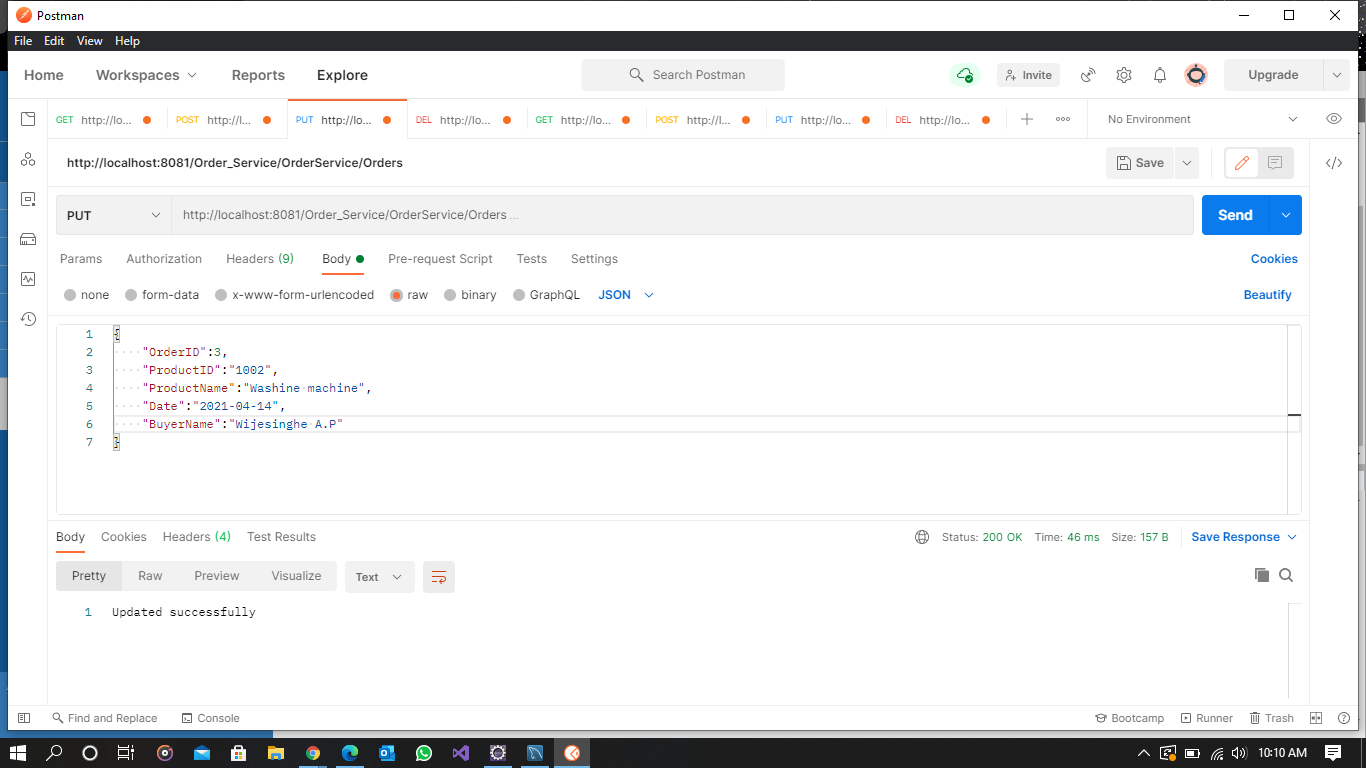 Postman
File Edit View Help
Home Workspaces Reports Explore Search Postman Invite Upgrade
GET http://lo... POST http://l... PUT http://lo... DEL http://lo... GET http://lo... POST http://l... PUT http://lo... DEL http://lo... No Environment
http://localhost:8081/Order_Service/OrderService/Orders Save
PUT http://localhost:8081/Order_Service/OrderService/Orders ... Send
Params Authorization Headers (9) Body Pre-request Script Tests Settings Cookies
none form-data x-www-form-urlencoded raw binary GraphQL JSON Beautify
1 {
2 "OrderID":3,
3 "ProductID":"1002",
4 "ProductName":"Washine machine",
5 "Date":"2021-04-14",
6 "BuyerName":"Wijesinghe A.P"
7 }
Body Cookies Headers (4) Test Results Status: 200 OK Time: 46 ms Size: 157 B Save Response
Pretty Raw Preview Visualize Text
1 Updated successfully
Find and Replace Console Bootcamp Runner Trash
10:10 AM